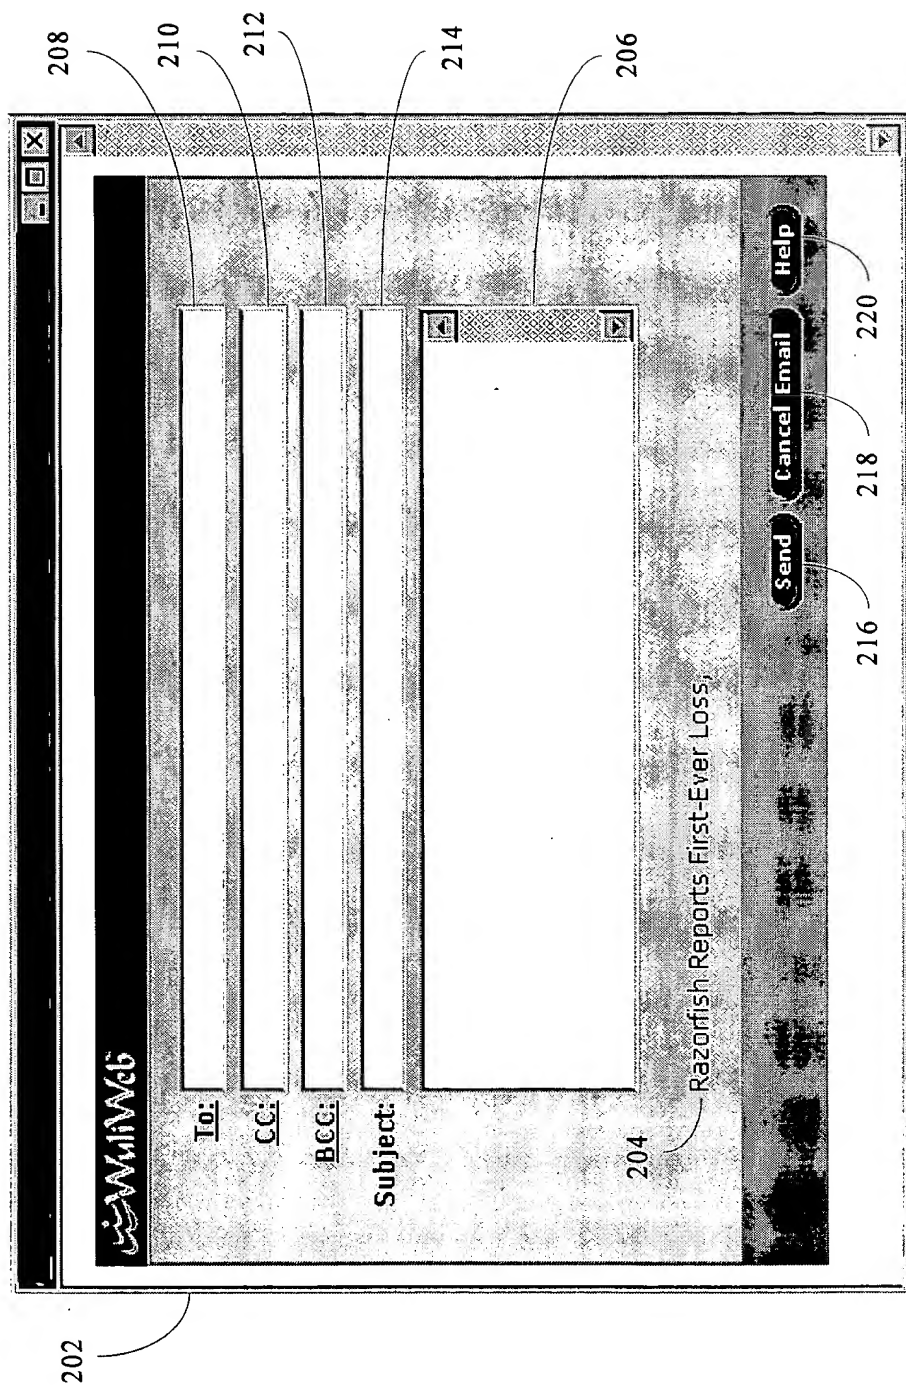 202
WuliWeb™
To:
208
CC:
210
BCC:
212
Subject:
214
206
204
Razorfish Reports First-Ever Loss,
Send
Cancel Email
Help
216
218
220